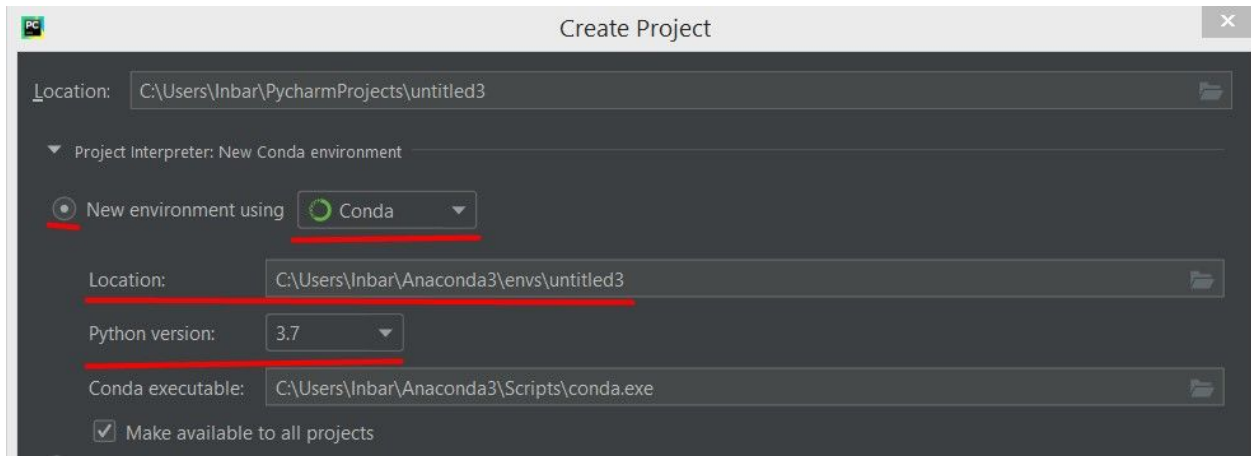 PC
Create Project
Location: C:\Users\Inbar\PycharmProjects\untitled3
Project Interpreter: New Conda environment
New environment using Conda
Location: C:\Users\Inbar\Anaconda3\envs\untitled3
Python version: 3.7
Conda executable: C:\Users\Inbar\Anaconda3\Scripts\conda.exe
Make available to all projects